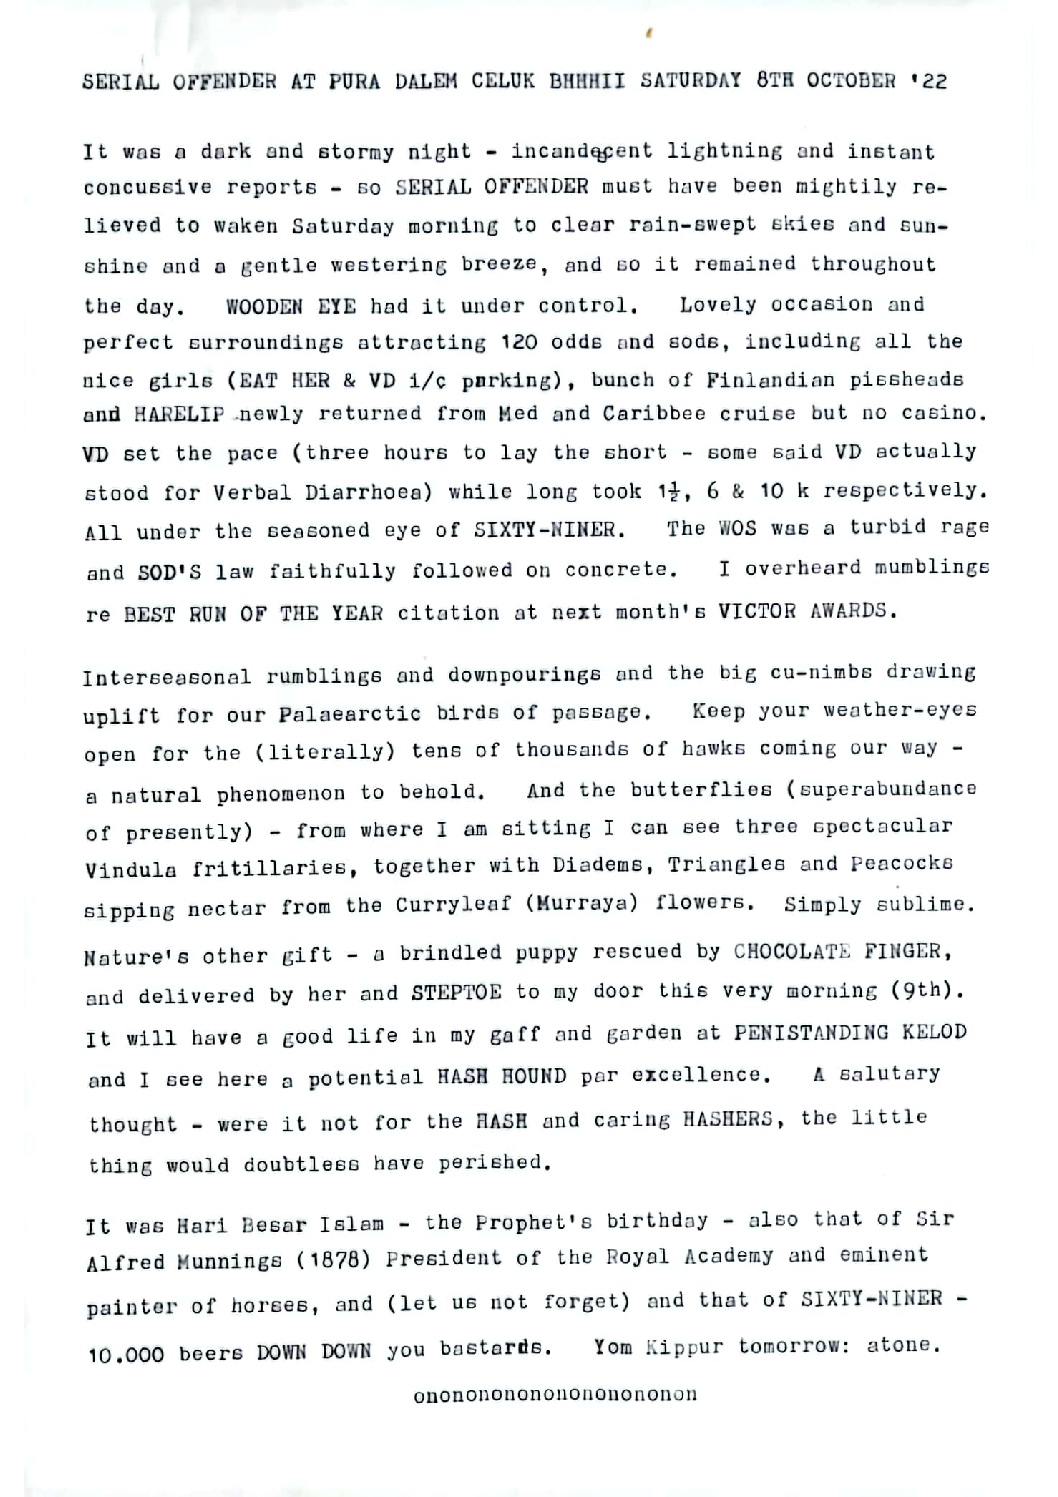 SERIAL OFFENDER AT PURA DALEM CELUK BHHHII SATURDAY 8TH OCTOBER '22
It was a dark and stormy night - incandescent lightning and instant
concussive reports - so SERIAL OFFENDER must have been mightily re-
lieved to waken Saturday morning to clear rain-swept skies and sun-
shine and a gentle westering breeze, and so it remained throughout
the day. WOODEN EYE had it under control. Lovely occasion and
perfect surroundings attracting 120 odds and sods, including all the
nice girls (EAT HER & VD i/c parking), bunch of Finlandian pissheads
and HARELIP newly returned from Med and Caribbee cruise but no casino.
VD set the pace (three hours to lay the short - some said VD actually
stood for Verbal Diarrhoea) while long took 1½, 6 & 10 k respectively.
All under the seasoned eye of SIXTY-NINER. The WOS was a turbid rage
and SOD'S law faithfully followed on concrete. I overheard mumblings
re BEST RUN OF THE YEAR citation at next month's VICTOR AWARDS.
Interseasonal rumblings and downpourings and the big cu-nimbs drawing
uplift for our Palaearctic birds of passage. Keep your weather-eyes
open for the (literally) tens of thousands of hawks coming our way -
a natural phenomenon to behold. And the butterflies (superabundance
of presently) - from where I am sitting I can see three spectacular
Vindula fritillaries, together with Diadems, Triangles and Peacocks
sipping nectar from the Curryleaf (Murraya) flowers. Simply sublime.
Nature's other gift - a brindled puppy rescued by CHOCOLATE FINGER,
and delivered by her and STEPTOE to my door this very morning (9th).
It will have a good life in my gaff and garden at PENISTANDING KELOD
and I see here a potential HASH HOUND par excellence. A salutary
thought - were it not for the HASH and caring HASHERS, the little
thing would doubtless have perished.
It was Hari Besar Islam - the Prophet's birthday - also that of Sir
Alfred Munnings (1878) President of the Royal Academy and eminent
painter of horses, and (let us not forget) and that of SIXTY-NINER -
10.000 beers DOWN DOWN you bastards. Yom Kippur tomorrow: atone.
ononononononononononon